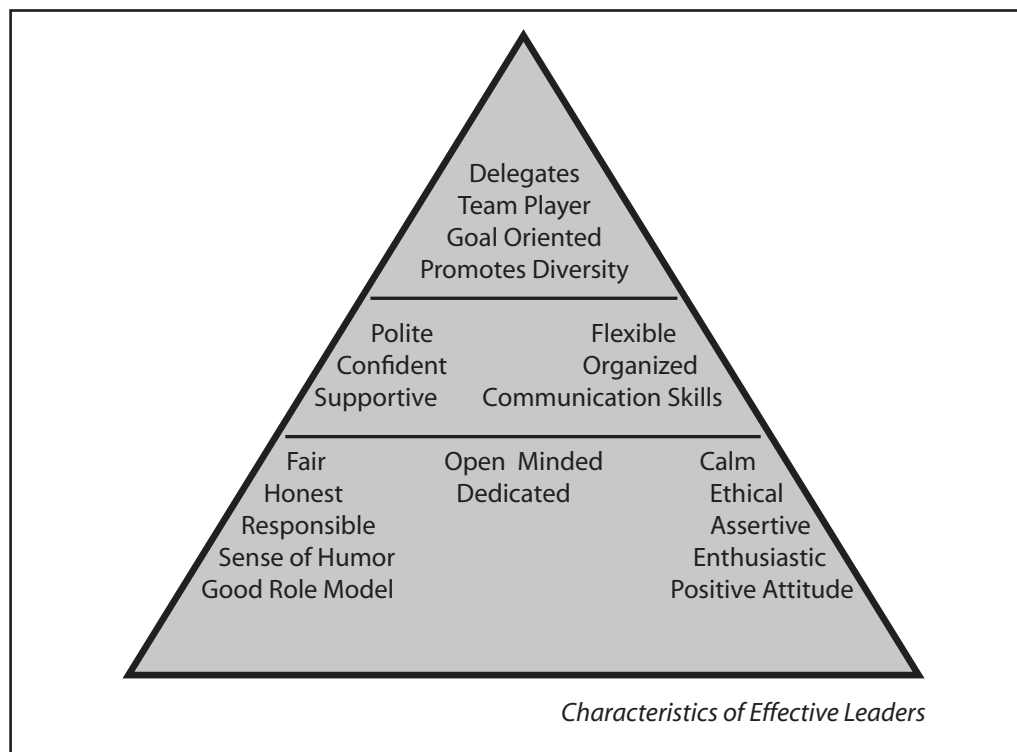 Delegates
Team Player
Goal Oriented
Promotes Diversity
Polite
Confident
Supportive
Flexible
Organized
Communication Skills
Fair
Honest
Responsible
Sense of Humor
Good Role Model
Open Minded
Dedicated
Calm
Ethical
Assertive
Enthusiastic
Positive Attitude
Characteristics of Effective Leaders